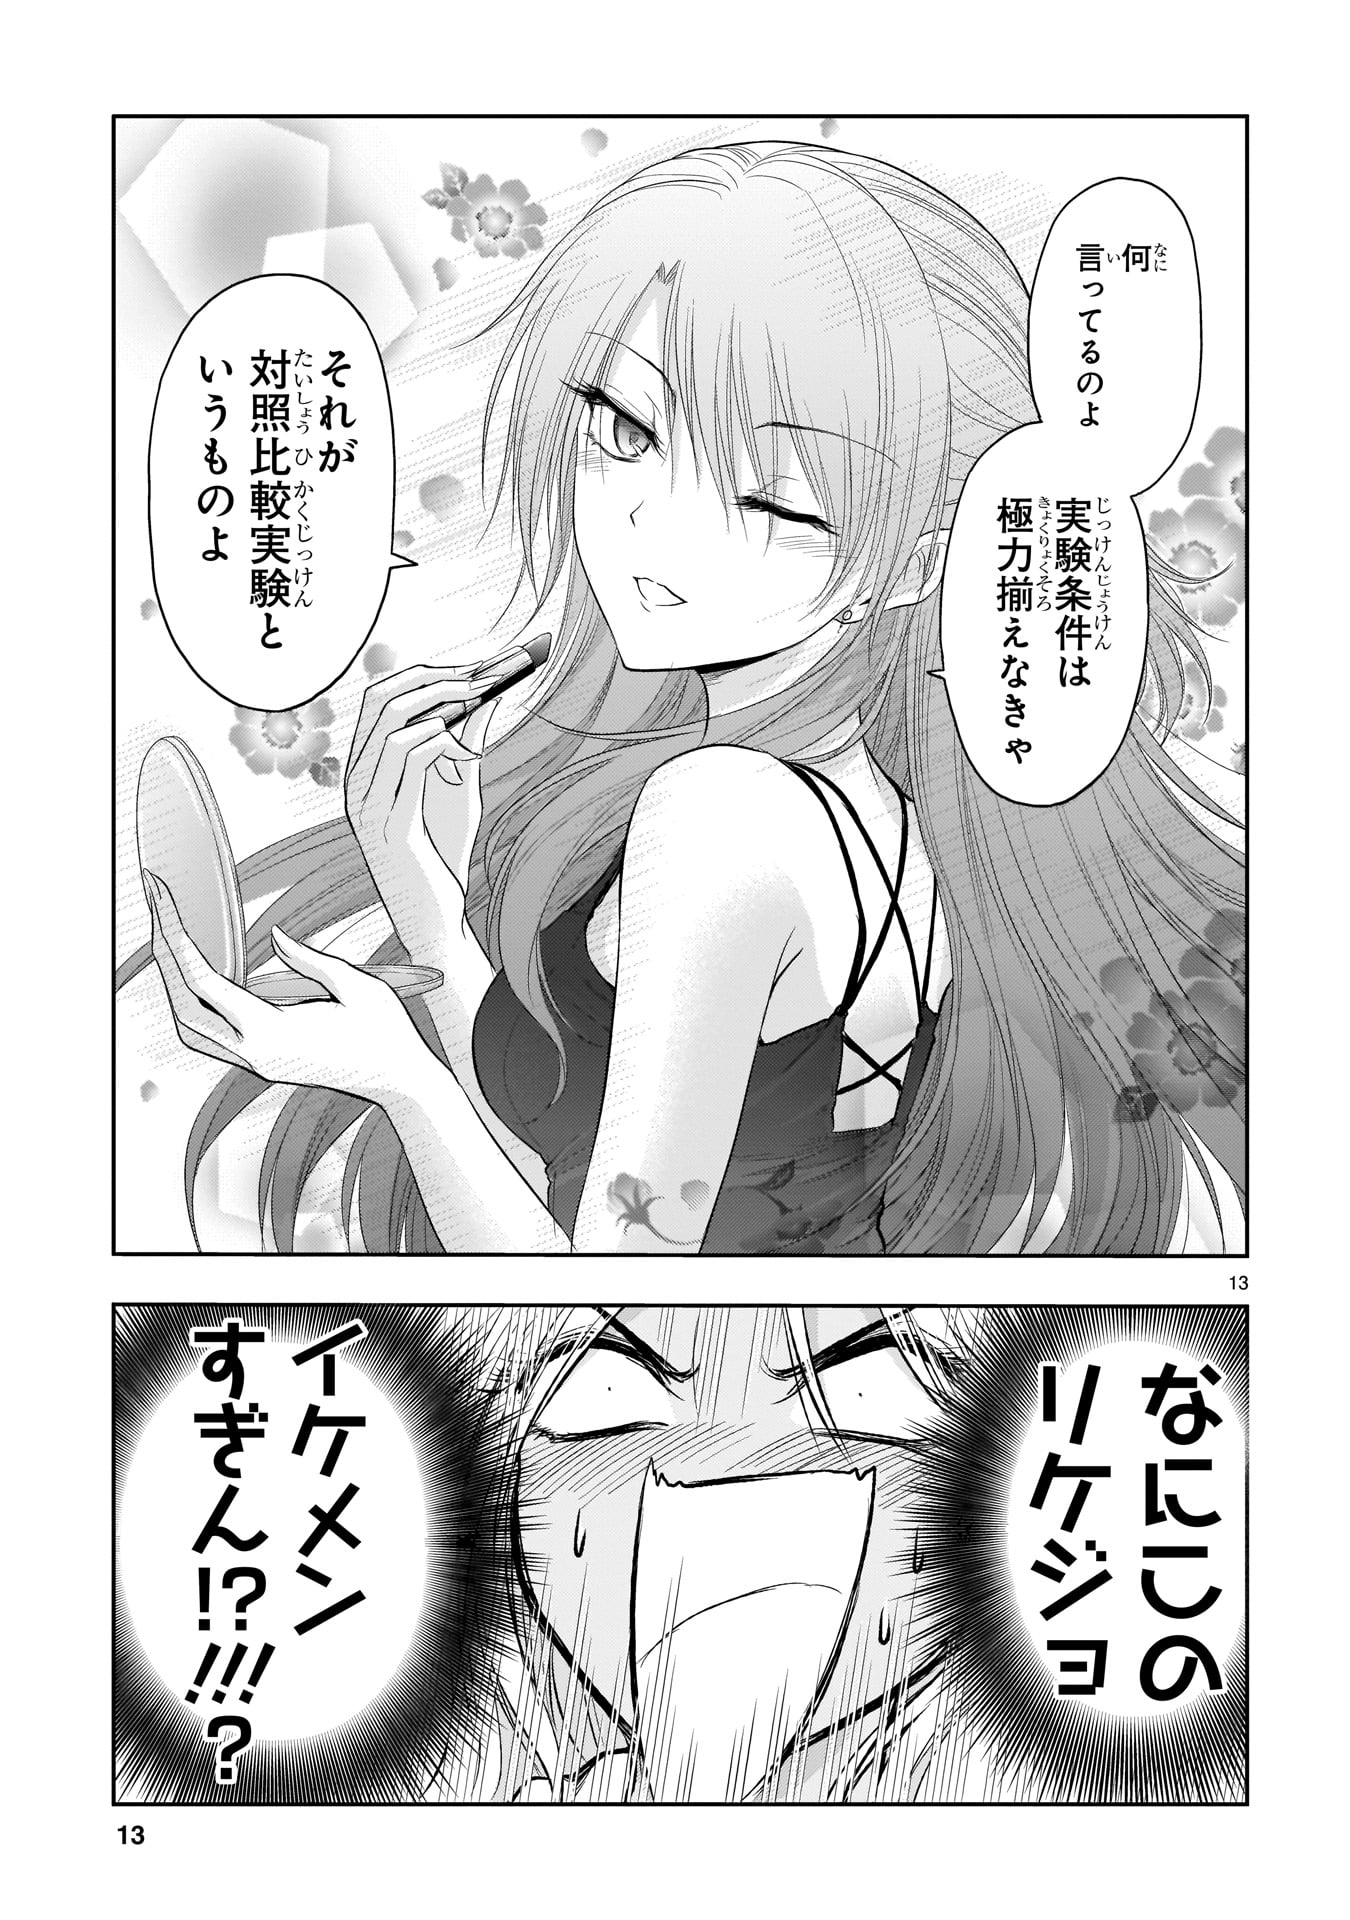 何
言ってるのよ
実験条件は
極力揃えなきゃ
それが
対照比較実験と
いうものよ
13
なにこの
リケジョ
イケメン
すぎん!?!!!?
13